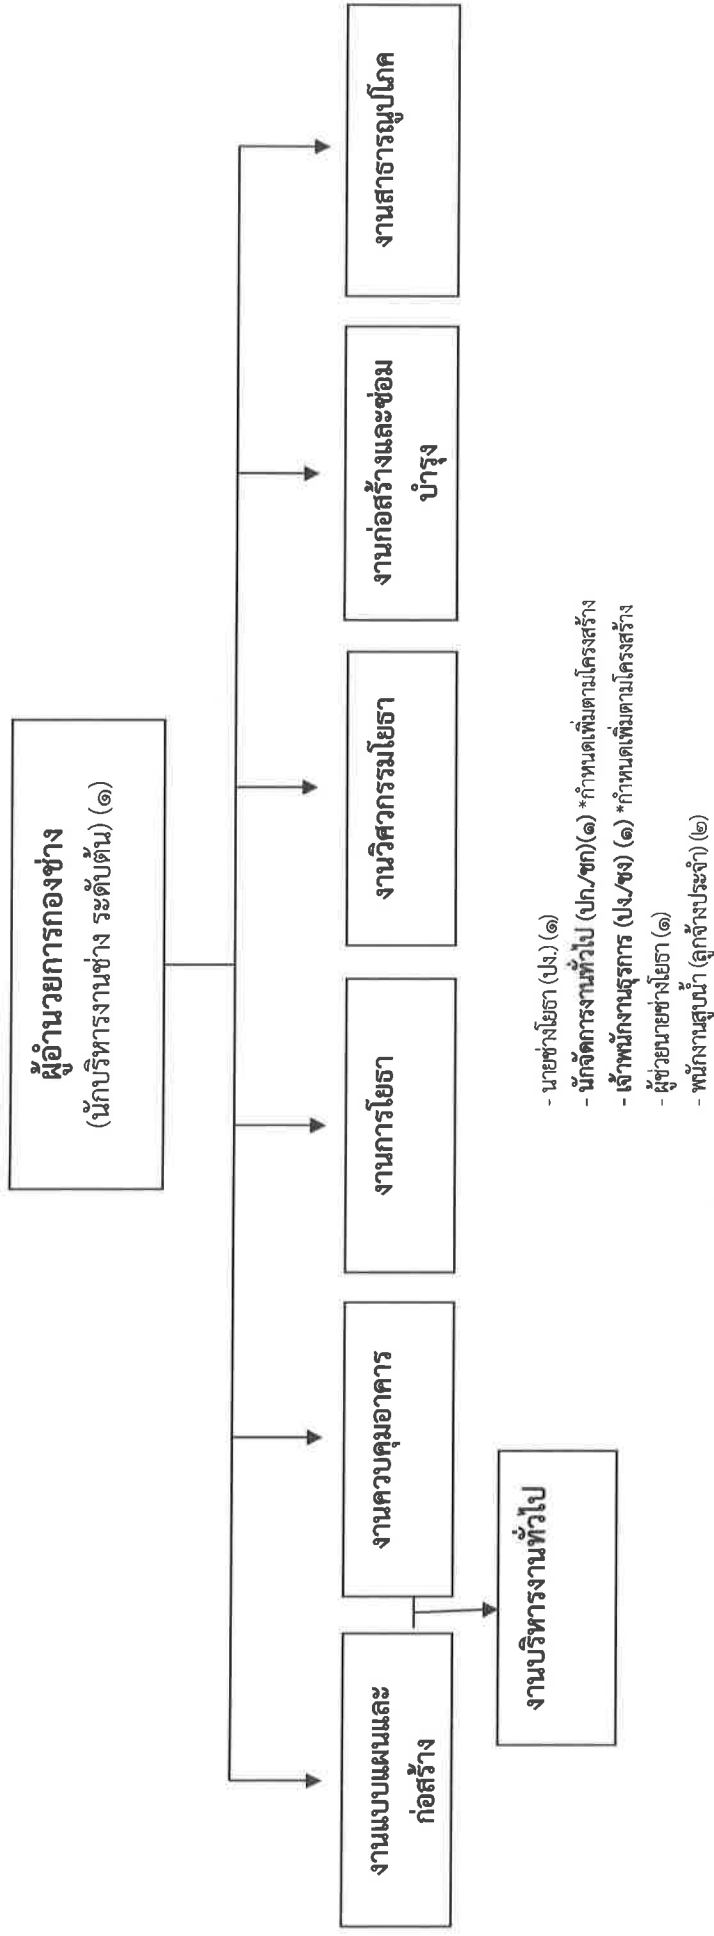 ผู้อำนวยการกองช่าง
(นักบริหารงานช่าง ระดับต้น) (๑)
งานแบบแผนและ
ก่อสร้าง
งานควบคุมอาคาร
งานการโยธา
งานวิศวกรรมโยธา
งานก่อสร้างและซ่อม
บำรุง
งานสาธารณูปโภค
งานบริหารงานทั่วไป
- นายช่างโยธา (ปง.) (๑)
- นักจัดการงานทั่วไป (ปก./ชก)(๑) *กำหนดเพิ่มตามโครงสร้าง
- เจ้าพนักงานธุรการ (ปง./ชง) (๑) *กำหนดเพิ่มตามโครงสร้าง
- ผู้ช่วยนายช่างโยธา (๑)
- พนักงานสูบน้ำ (ลูกจ้างประจำ) (๒)